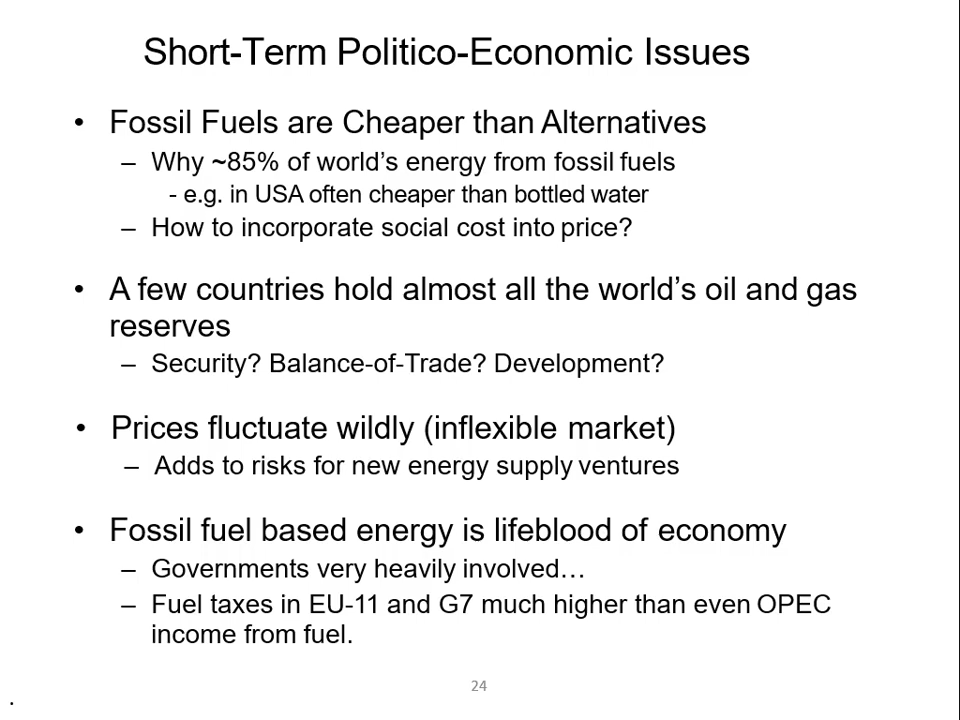 Short-Term Politico-Economic Issues
• Fossil Fuels are Cheaper than Alternatives
– Why ~85% of world's energy from fossil fuels
- e.g. in USA often cheaper than bottled water
– How to incorporate social cost into price?
• A few countries hold almost all the world's oil and gas
reserves
– Security? Balance-of-Trade? Development?
• Prices fluctuate wildly (inflexible market)
– Adds to risks for new energy supply ventures
• Fossil fuel based energy is lifeblood of economy
– Governments very heavily involved…
– Fuel taxes in EU-11 and G7 much higher than even OPEC
income from fuel.
24
.